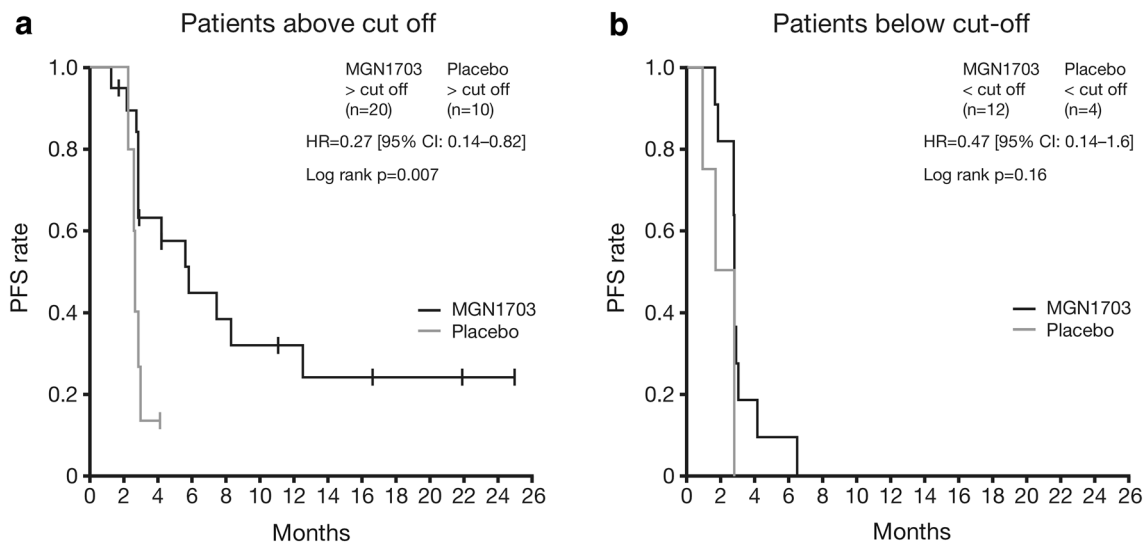 a
Patients above cut off
MGN1703 Placebo
> cut off > cut off
(n=20) (n=10)
HR=0.27 [95% CI: 0.14–0.82]
Log rank p=0.007
MGN1703
Placebo
PFS rate
1.0
0.8
0.6
0.4
0.2
0
0 2 4 6 8 10 12 14 16 18 20 22 24 26
Months
b
Patients below cut-off
MGN1703 Placebo
< cut off < cut off
(n=12) (n=4)
HR=0.47 [95% CI: 0.14–1.6]
Log rank p=0.16
MGN1703
Placebo
PFS rate
1.0
0.8
0.6
0.4
0.2
0
0 2 4 6 8 10 12 14 16 18 20 22 24 26
Months